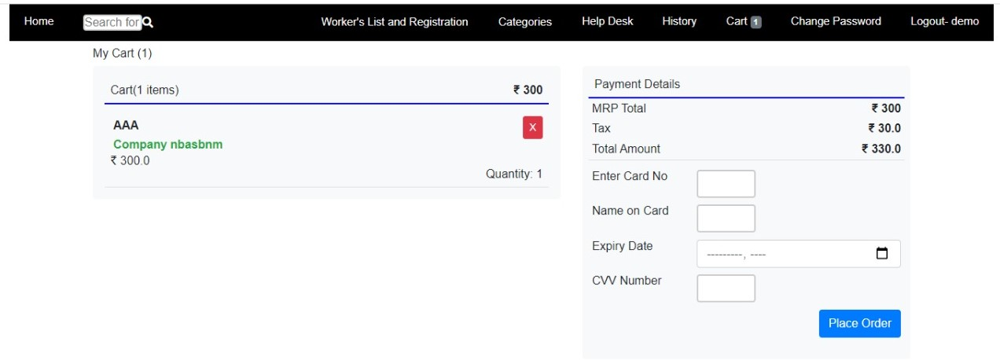 Home Search for Worker's List and Registration Categories Help Desk History Cart 1 Change Password Logout- demo
My Cart (1)
Cart(1 items) ₹ 300
AAA X
Company nbasbnm
₹ 300.0
Quantity: 1
Payment Details
MRP Total ₹ 300
Tax ₹ 30.0
Total Amount ₹ 330.0
Enter Card No
Name on Card
Expiry Date ---------, ----
CVV Number
Place Order